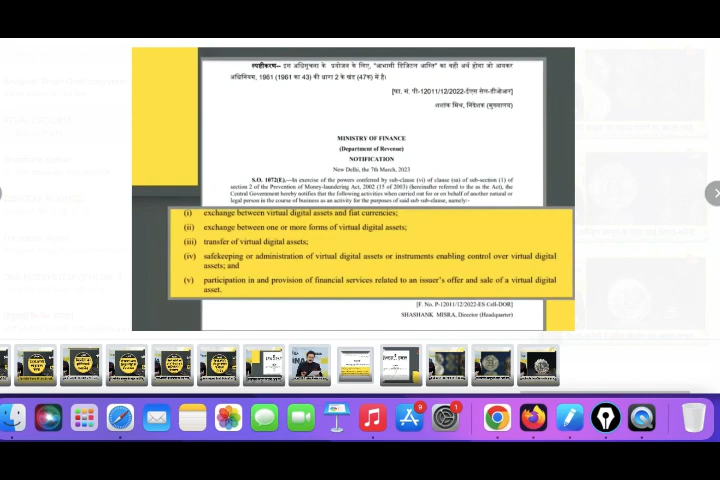 स्पष्टीकरण-- इस अधिसूचना के प्रयोजन के लिए, "आभासी डिजिटल आस्ति" का वही अर्थ होगा जो आयकर
अधिनियम, 1961 (1961 का 43) की धारा 2 के खंड (47क) में है।
[फा. सं. पी-12011/12/2022-ईएस सेल-डीओआर]
शशांक मिश्र, निदेशक (मुख्यालय)
MINISTRY OF FINANCE
(Department of Revenue)
NOTIFICATION
New Delhi, the 7th March, 2023
S.O. 1072(E).—In exercise of the powers conferred by sub-clause (vi) of clause (sa) of sub-section (1) of
section 2 of the Prevention of Money-laundering Act, 2002 (15 of 2003) (hereinafter referred to as the Act), the
Central Government hereby notifies that the following activities when carried out for or on behalf of another natural or
legal person in the course of business as an activity for the purposes of said sub-clause, namely:-
(i) exchange between virtual digital assets and fiat currencies;
(ii) exchange between one or more forms of virtual digital assets;
(iii) transfer of virtual digital assets;
(iv) safekeeping or administration of virtual digital assets or instruments enabling control over virtual digital
assets; and
(v) participation in and provision of financial services related to an issuer's offer and sale of a virtual digital
asset.
[F. No. P-12011/12/2022-ES Cell-DOR]
SHASHANK MISRA, Director (Headquarter)
9
1